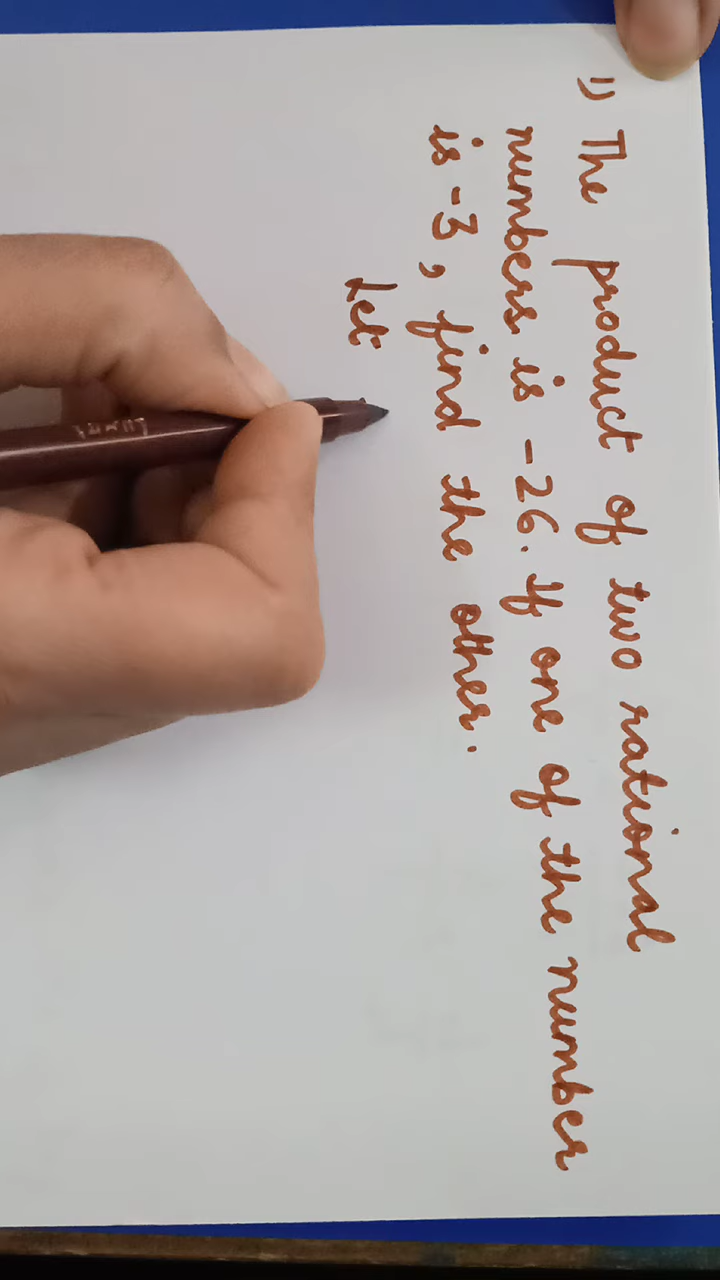 1) The product of two rational
numbers is -26. If one of the number
is -3, find the other.
Let
LUXOR